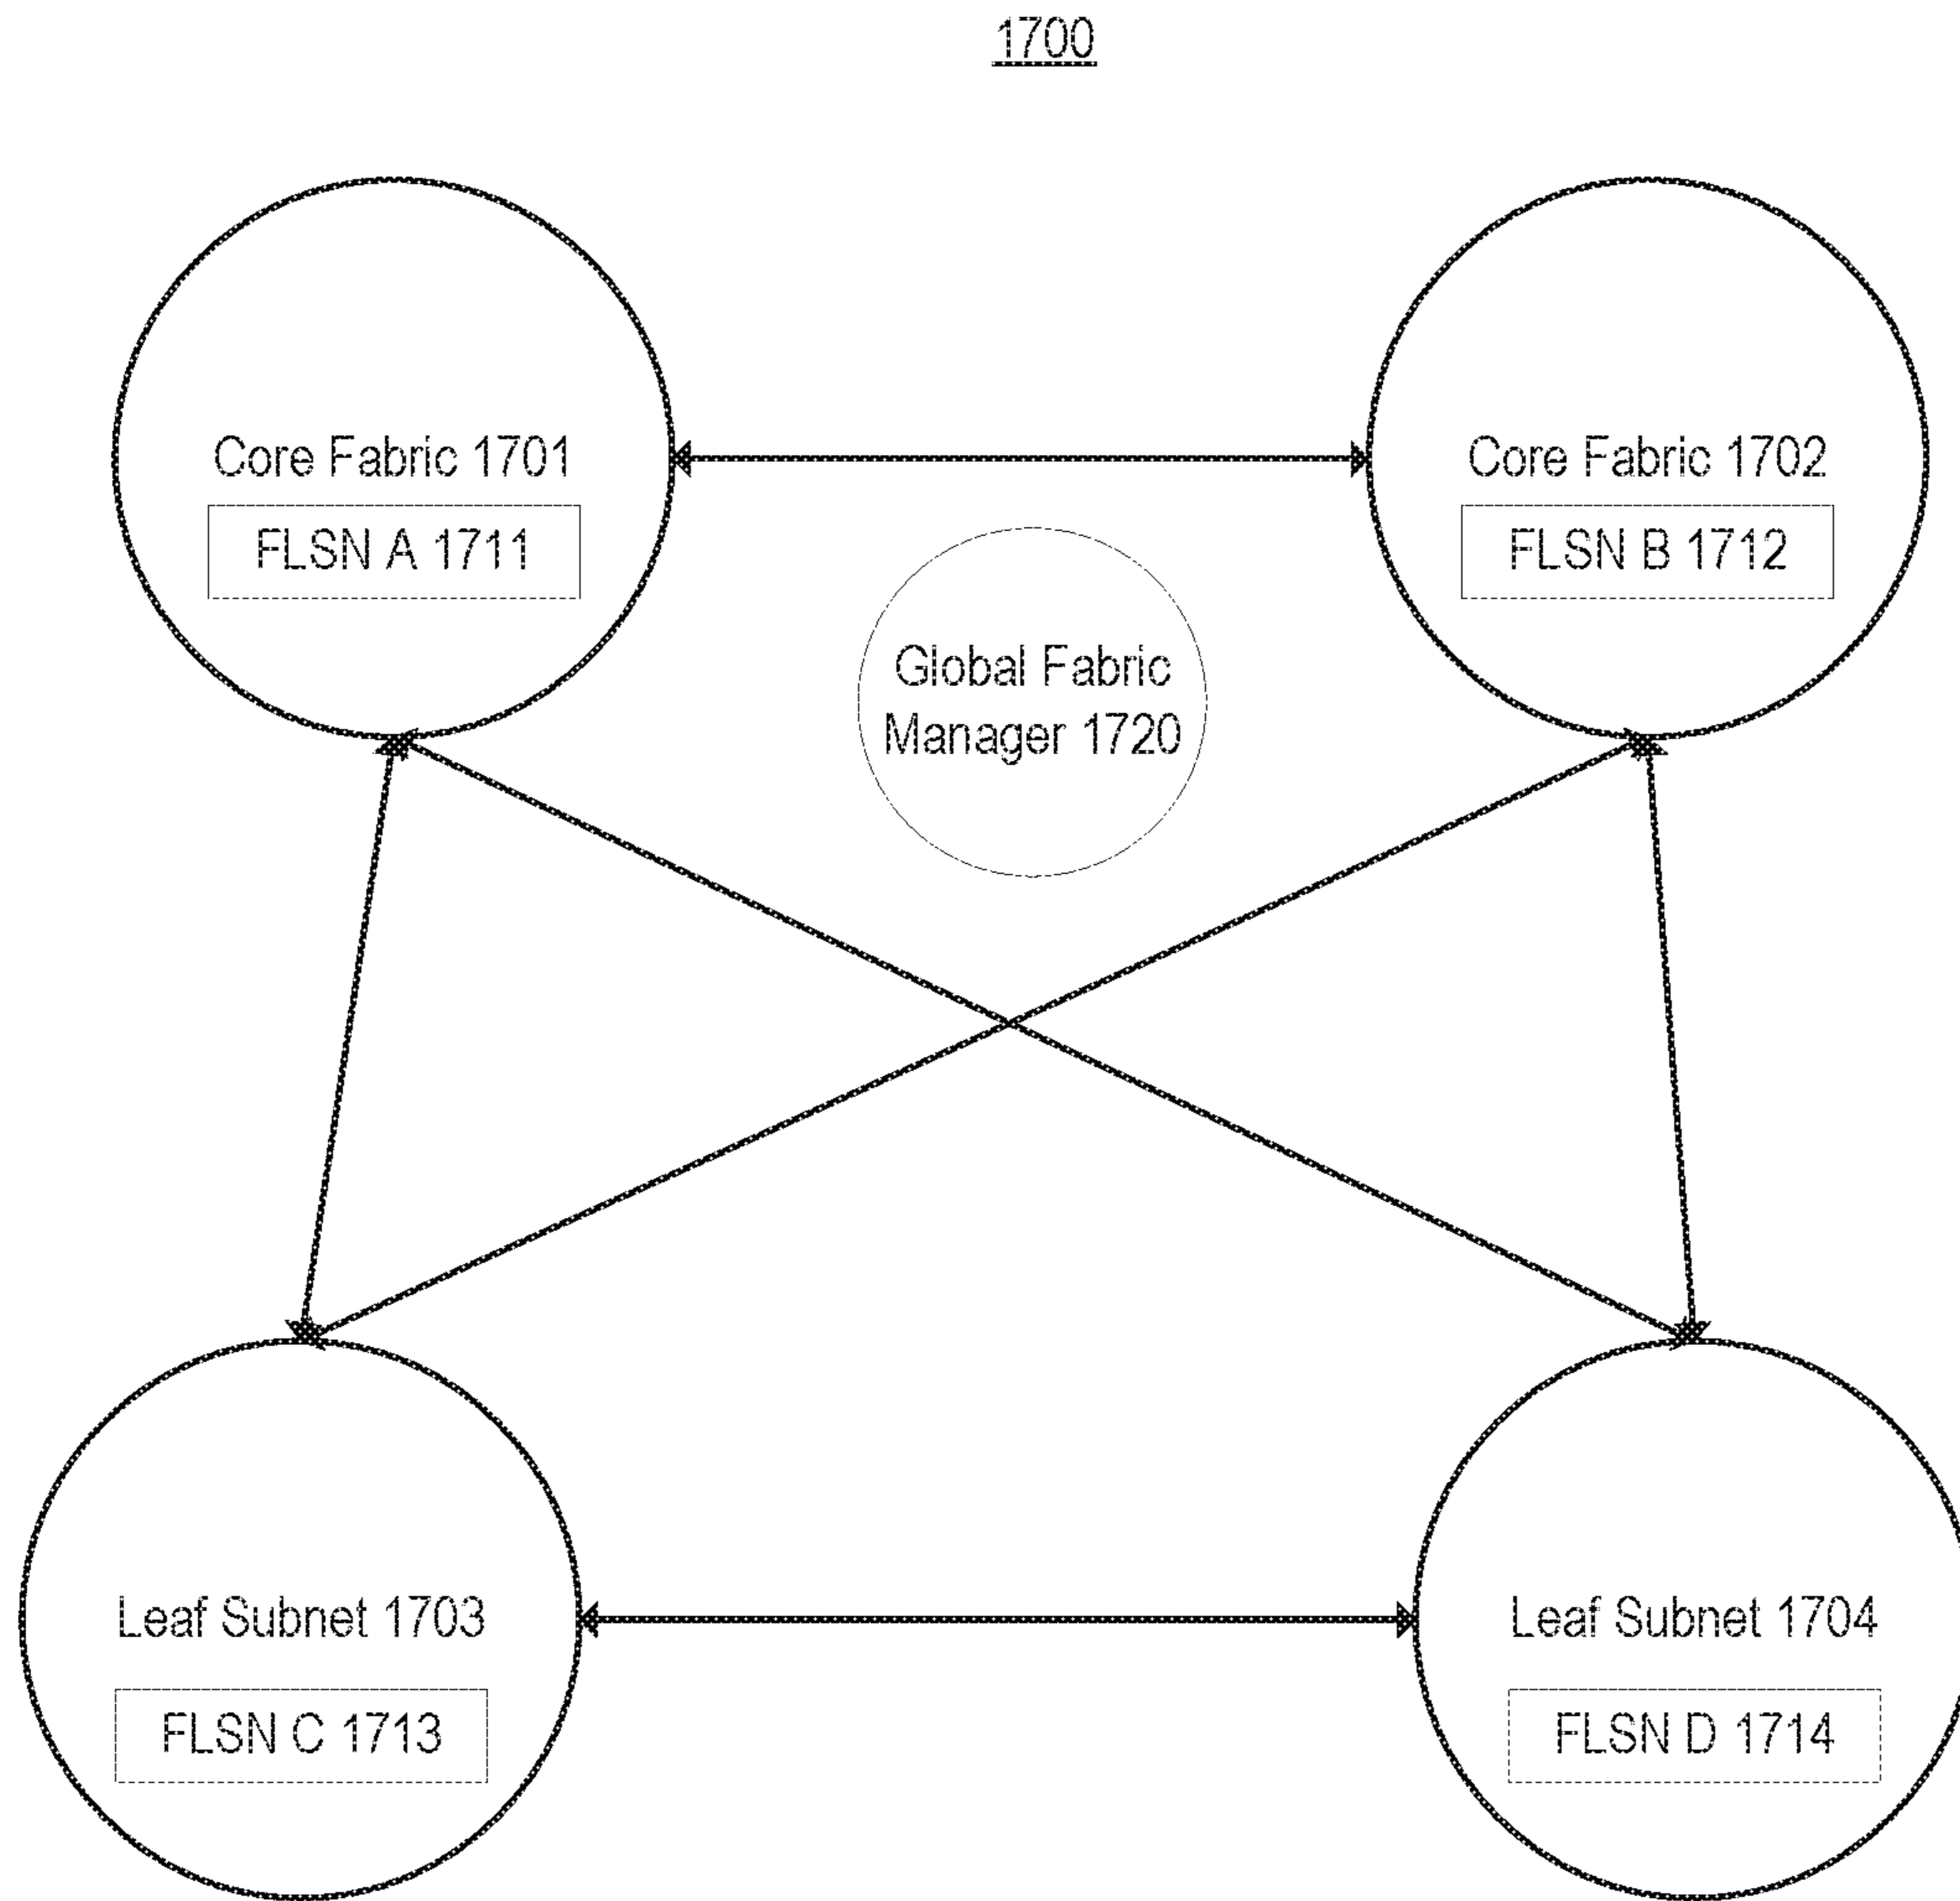 1700
Core Fabric 1701
FLSN A 1711
Core Fabric 1702
FLSN B 1712
Global Fabric
Manager 1720
Leaf Subnet 1703
FLSN C 1713
Leaf Subnet 1704
FLSN D 1714